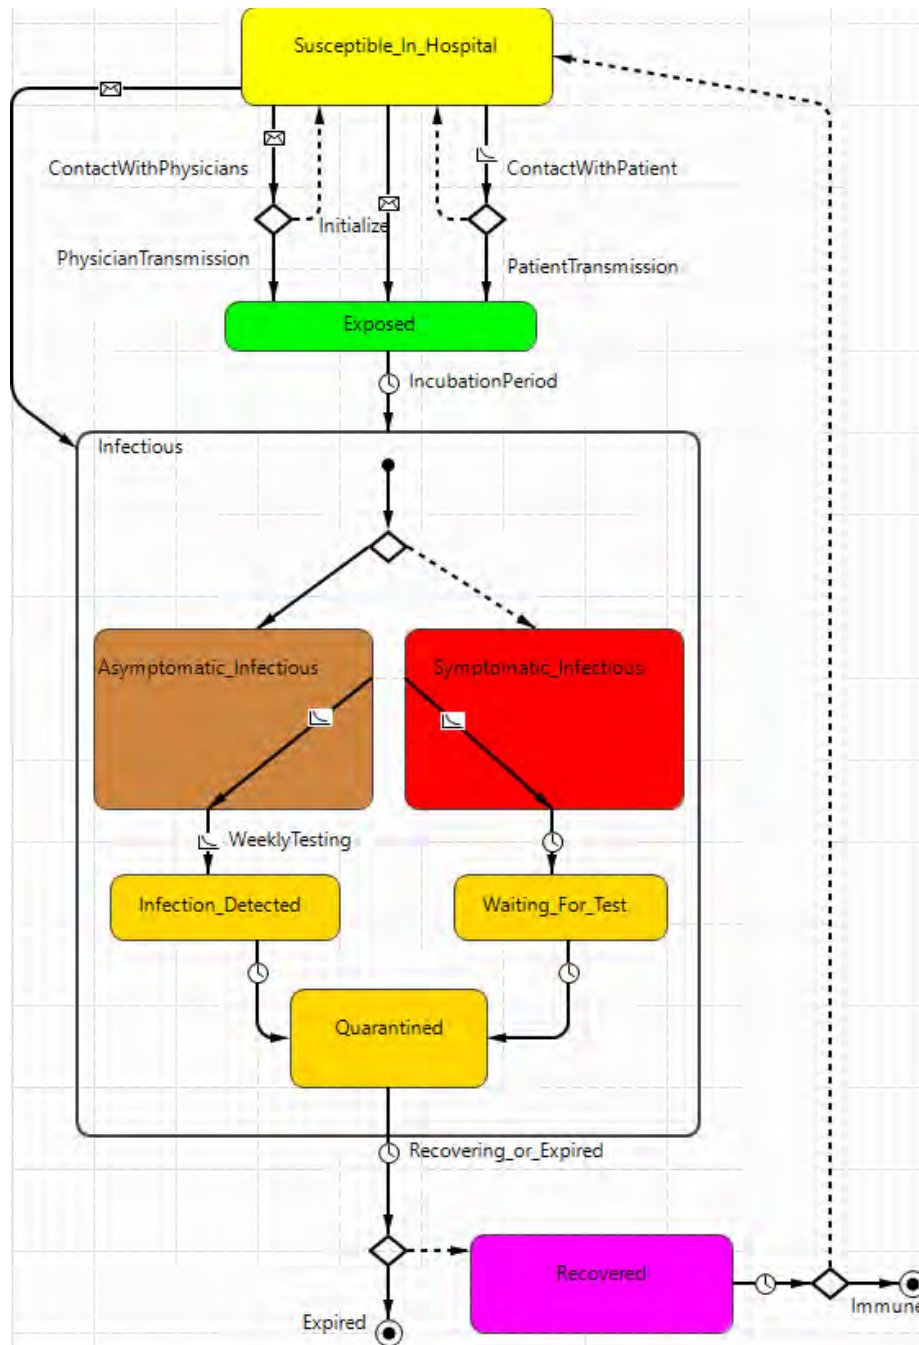 Susceptible_In_Hospital
ContactWithPhysicians
ContactWithPatient
Initialize
PhysicianTransmission
PatientTransmission
Exposed
IncubationPeriod
Infectious
Asymptomatic_Infectious
Symptomatic_Infectious
WeeklyTesting
Infection_Detected
Waiting_For_Test
Quarantined
Recovering_or_Expired
Recovered
Immune
Expired